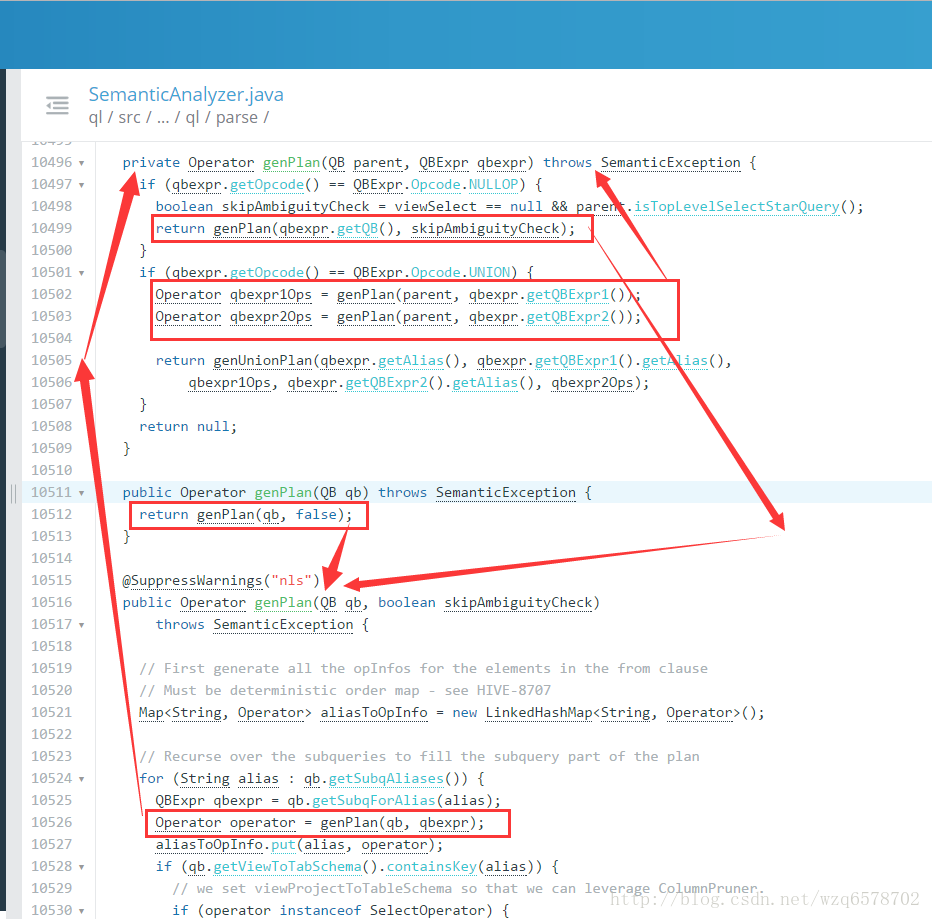 SemanticAnalyzer.java
ql / src / ... / ql / parse /
10495
10496 private Operator genPlan(QB parent, QBExpr qbexpr) throws SemanticException {
10497 if (qbexpr.getOpcode() == QBExpr.Opcode.NULLOP) {
10498 boolean skipAmbiguityCheck = viewSelect == null && parent.isTopLevelSelectStarQuery();
10499 return genPlan(qbexpr.getQB(), skipAmbiguityCheck);
10500 }
10501 if (qbexpr.getOpcode() == QBExpr.Opcode.UNION) {
10502 Operator qbexpr1Ops = genPlan(parent, qbexpr.getQBExpr1());
10503 Operator qbexpr2Ops = genPlan(parent, qbexpr.getQBExpr2());
10504
10505 return genUnionPlan(qbexpr.getAlias(), qbexpr.getQBExpr1().getAlias(),
10506 qbexpr1Ops, qbexpr.getQBExpr2().getAlias(), qbexpr2Ops);
10507 }
10508 return null;
10509 }
10510
10511 public Operator genPlan(QB qb) throws SemanticException {
10512 return genPlan(qb, false);
10513 }
10514
10515 @SuppressWarnings("nls")
10516 public Operator genPlan(QB qb, boolean skipAmbiguityCheck)
10517 throws SemanticException {
10518
10519 // First generate all the opInfos for the elements in the from clause
10520 // Must be deterministic order map - see HIVE-8707
10521 Map<String, Operator> aliasToOpInfo = new LinkedHashMap<String, Operator>();
10522
10523 // Recurse over the subqueries to fill the subquery part of the plan
10524 for (String alias : qb.getSubqAliases()) {
10525 QBExpr qbexpr = qb.getSubqForAlias(alias);
10526 Operator operator = genPlan(qb, qbexpr);
10527 aliasToOpInfo.put(alias, operator);
10528 if (qb.getViewToTabSchema().containsKey(alias)) {
10529 // we set viewProjectToTableSchema so that we can leverage ColumnPruner.
10530 if (operator instanceof SelectOperator) {
http://blog.csdn.net/wzq6578702